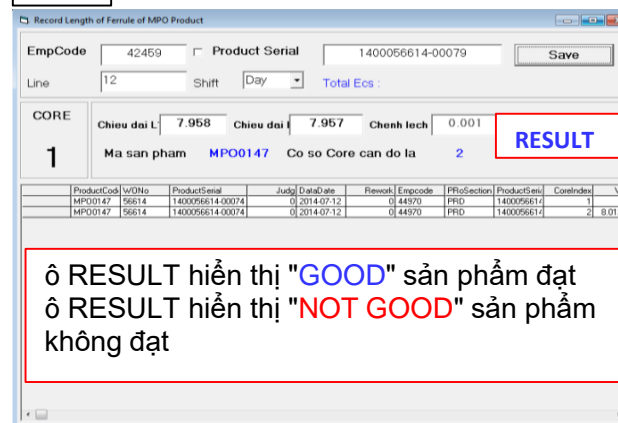 Record Length of Ferrule of MPO Product
EmpCode 42459 Product Serial 1400056614-00079 Save
Line 12 Shift Day Total Ecs :
CORE
Chieu dai L Chieu dai 7.958 7.957 Chenh lech 0.001
RESULT
1 Ma san pham MPO0147 Co so Core can do la 2
ProductCod WONo ProductSerial Judg DataDate Rework Empcode PRoSection ProductSeri CoreIndex
MPO0147 56614 1400056614-00074 0 2014-07-12 0 44970 PRD 1400056614 1
MPO0147 56614 1400056614-00074 0 2014-07-12 0 44970 PRD 1400056614 2 8.01
ô RESULT hiển thị "GOOD" sản phẩm đạt
ô RESULT hiển thị "NOT GOOD" sản phẩm
không đạt